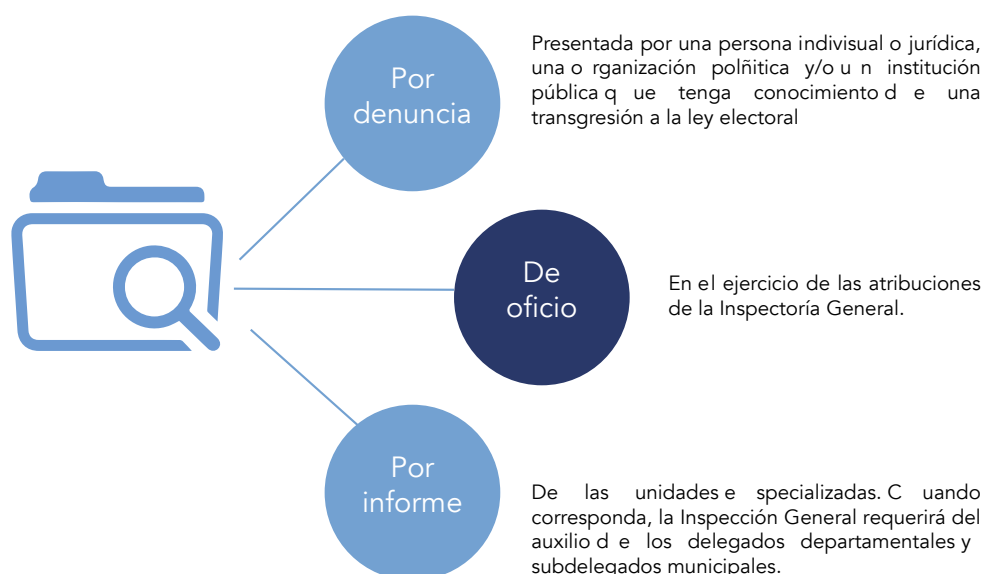 Por
denuncia
Presentada por una persona indivisual o jurídica,
una o rganización polñitica y/o u n institución
pública q ue tenga conocimiento d e una
transgresión a la ley electoral
De
oficio
En el ejercicio de las atribuciones
de la Inspectoría General.
Por
informe
De las unidades e specializadas. C uando
corresponda, la Inspección General requerirá del
auxilio d e los delegados departamentales y
subdelegados municipales.